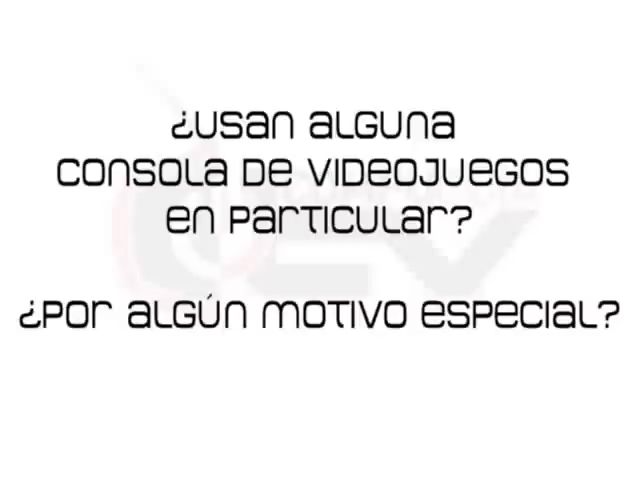 ¿USAN ALGUNA
CONSOLA DE VIDEOJUEGOS
EN PARTICULAR?
¿POR ALGÚN MOTIVO ESPECIAL?